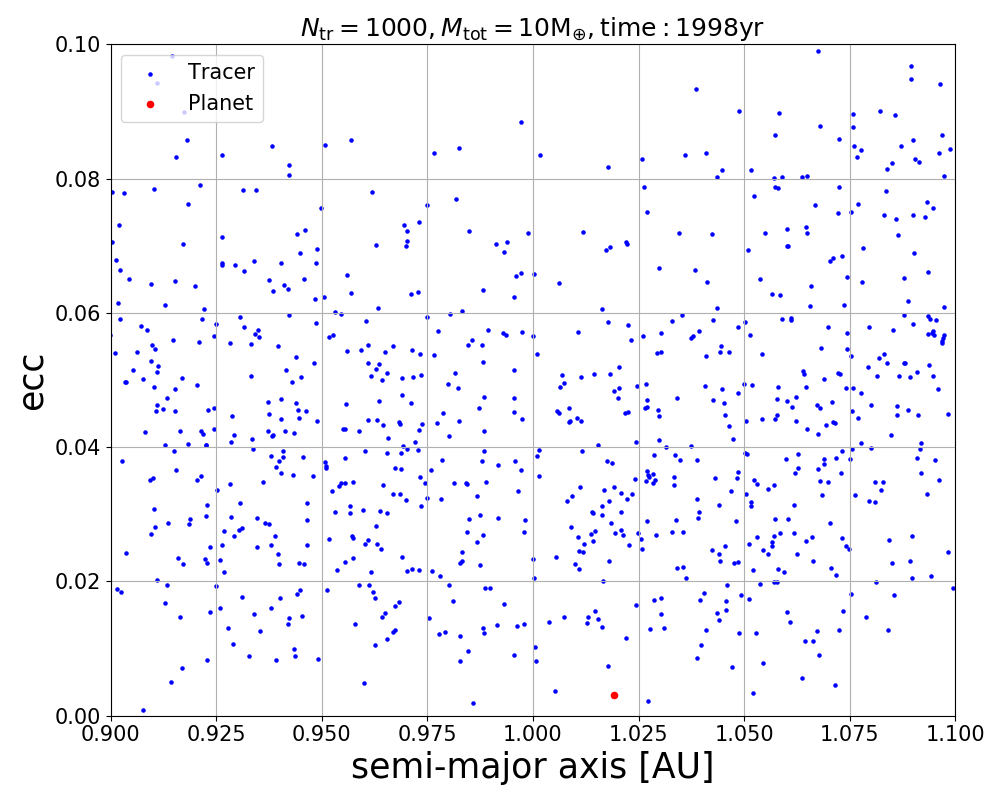 N_tr = 1000, M_tot = 10M_⊕, time : 1998yr
Tracer
Planet
ecc
0.10
0.08
0.06
0.04
0.02
0.00
0.900 0.925 0.950 0.975 1.000 1.025 1.050 1.075 1.100
semi-major axis [AU]